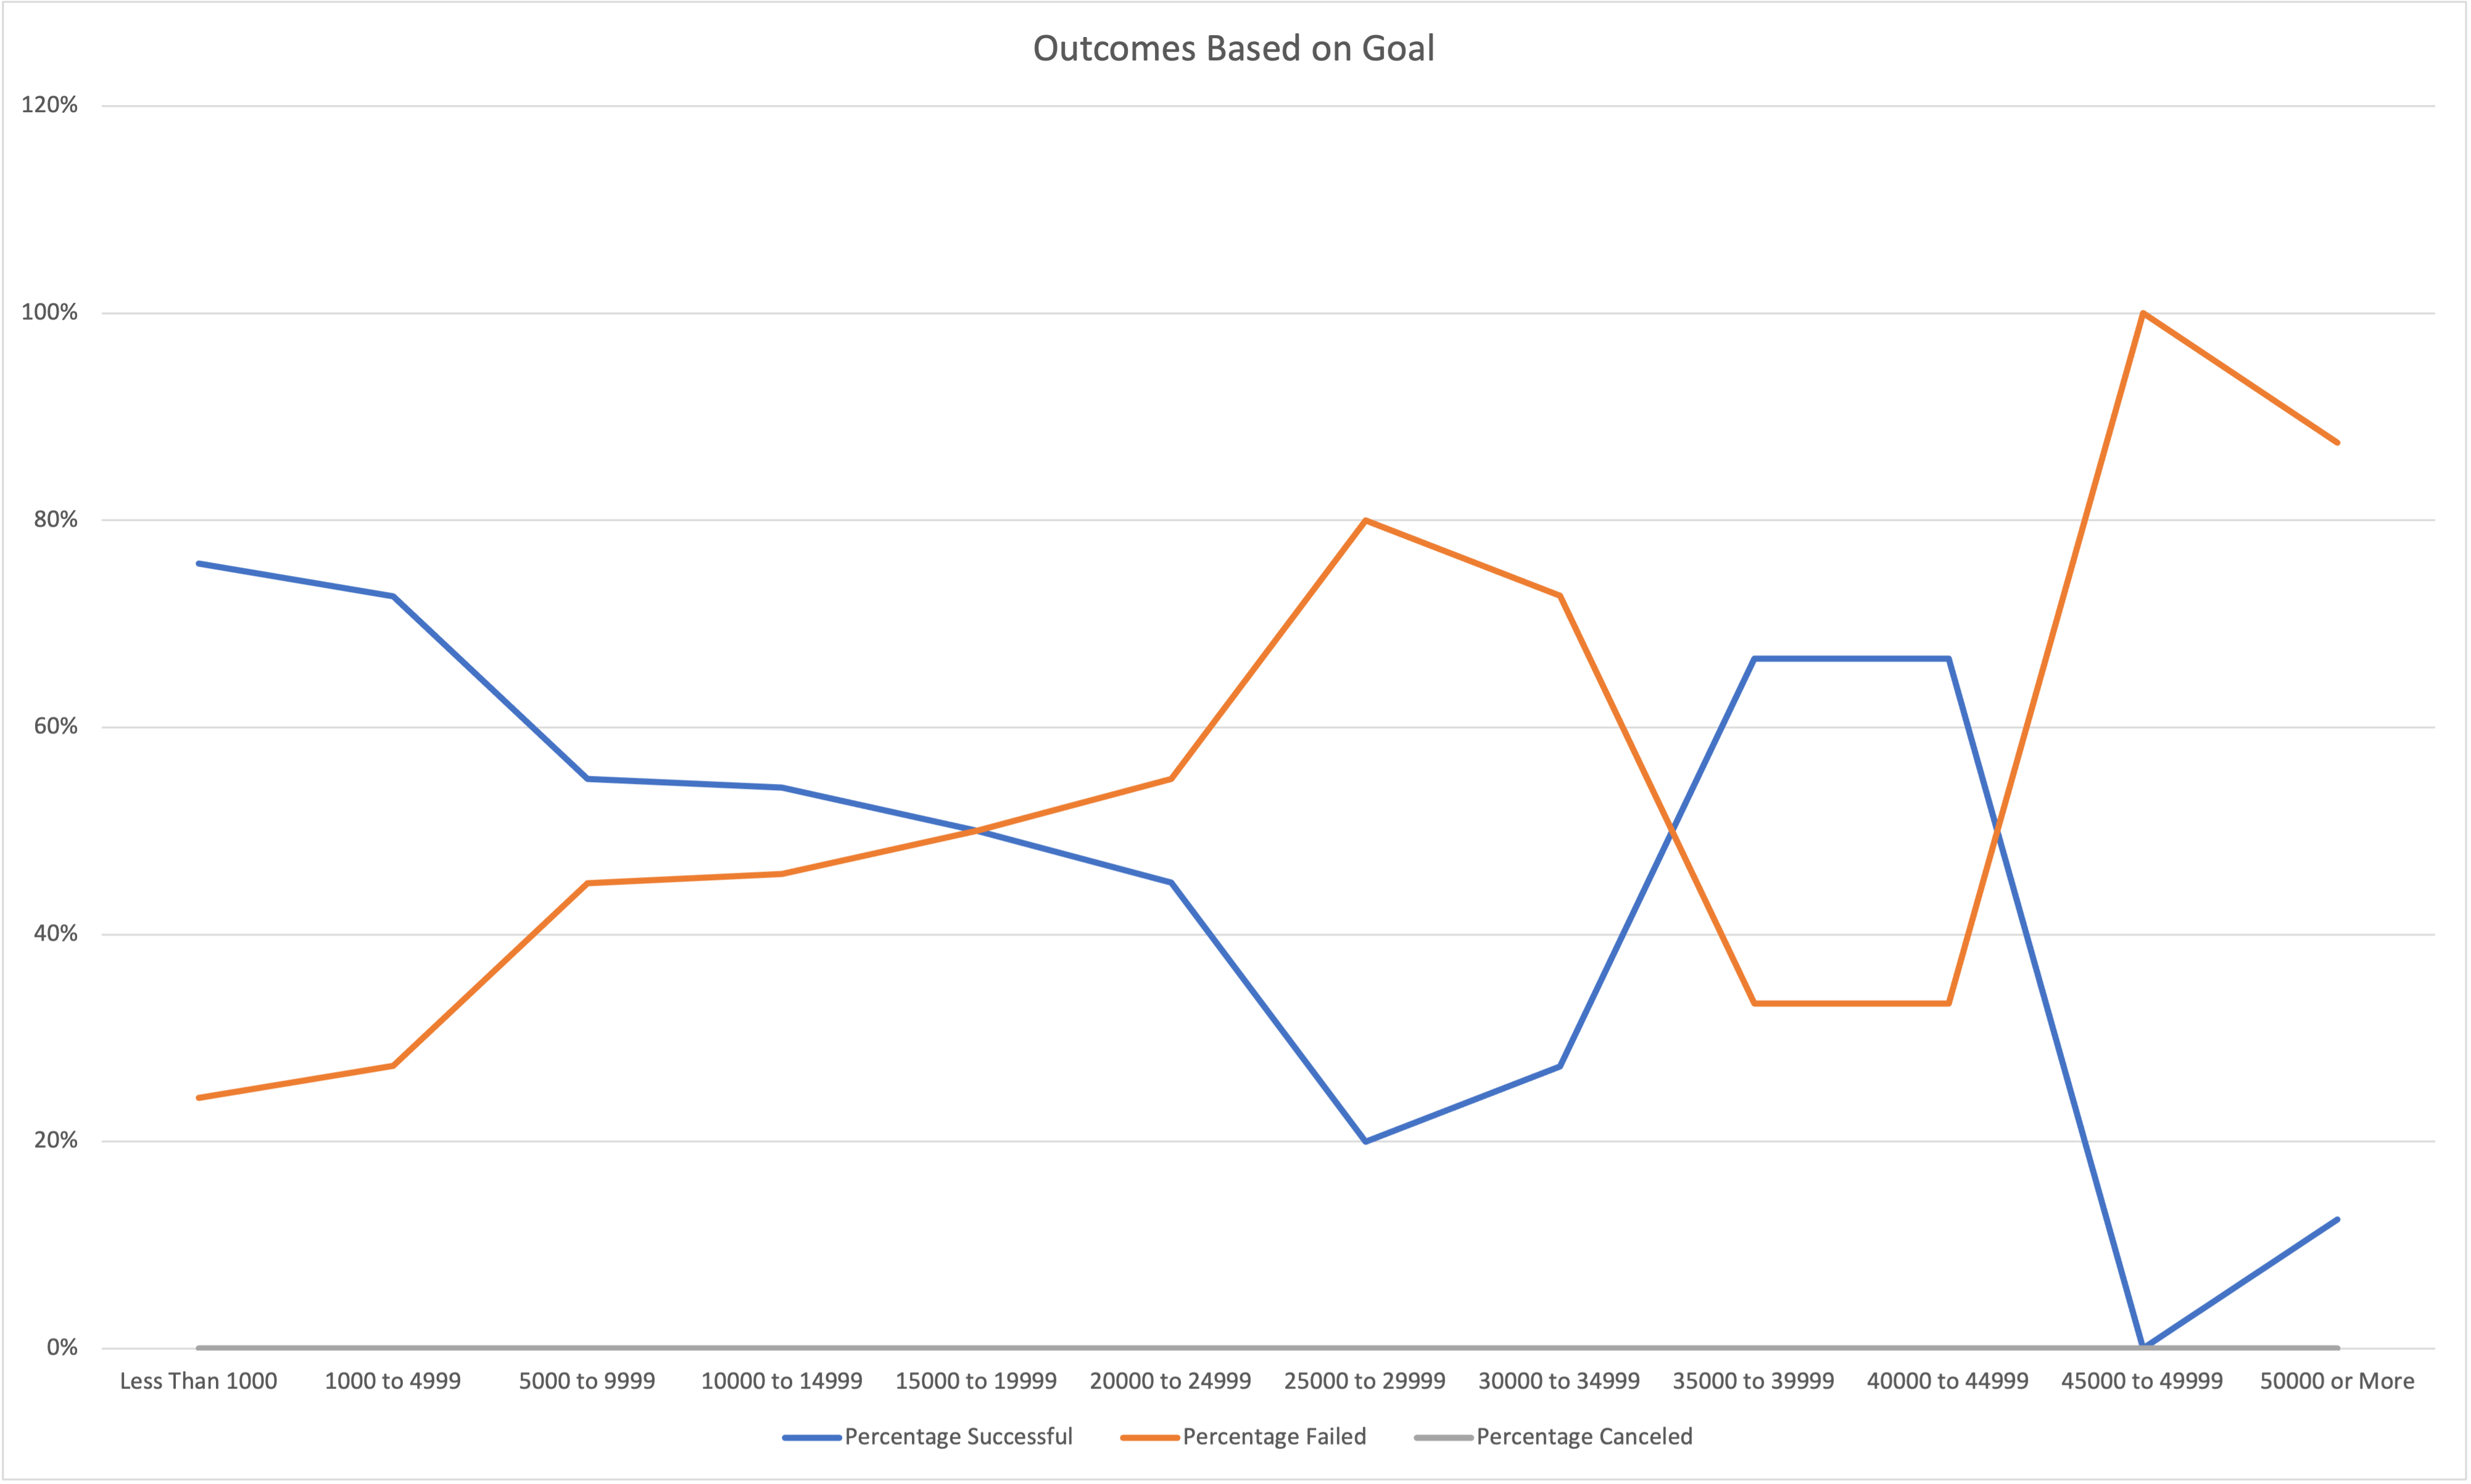 Outcomes Based on Goal
120%
100%
80%
60%
40%
20%
0%
Less Than 1000 1000 to 4999 5000 to 9999 10000 to 14999 15000 to 19999 20000 to 24999 25000 to 29999 30000 to 34999 35000 to 39999 40000 to 44999 45000 to 49999 50000 or More
Percentage Successful Percentage Failed Percentage Canceled